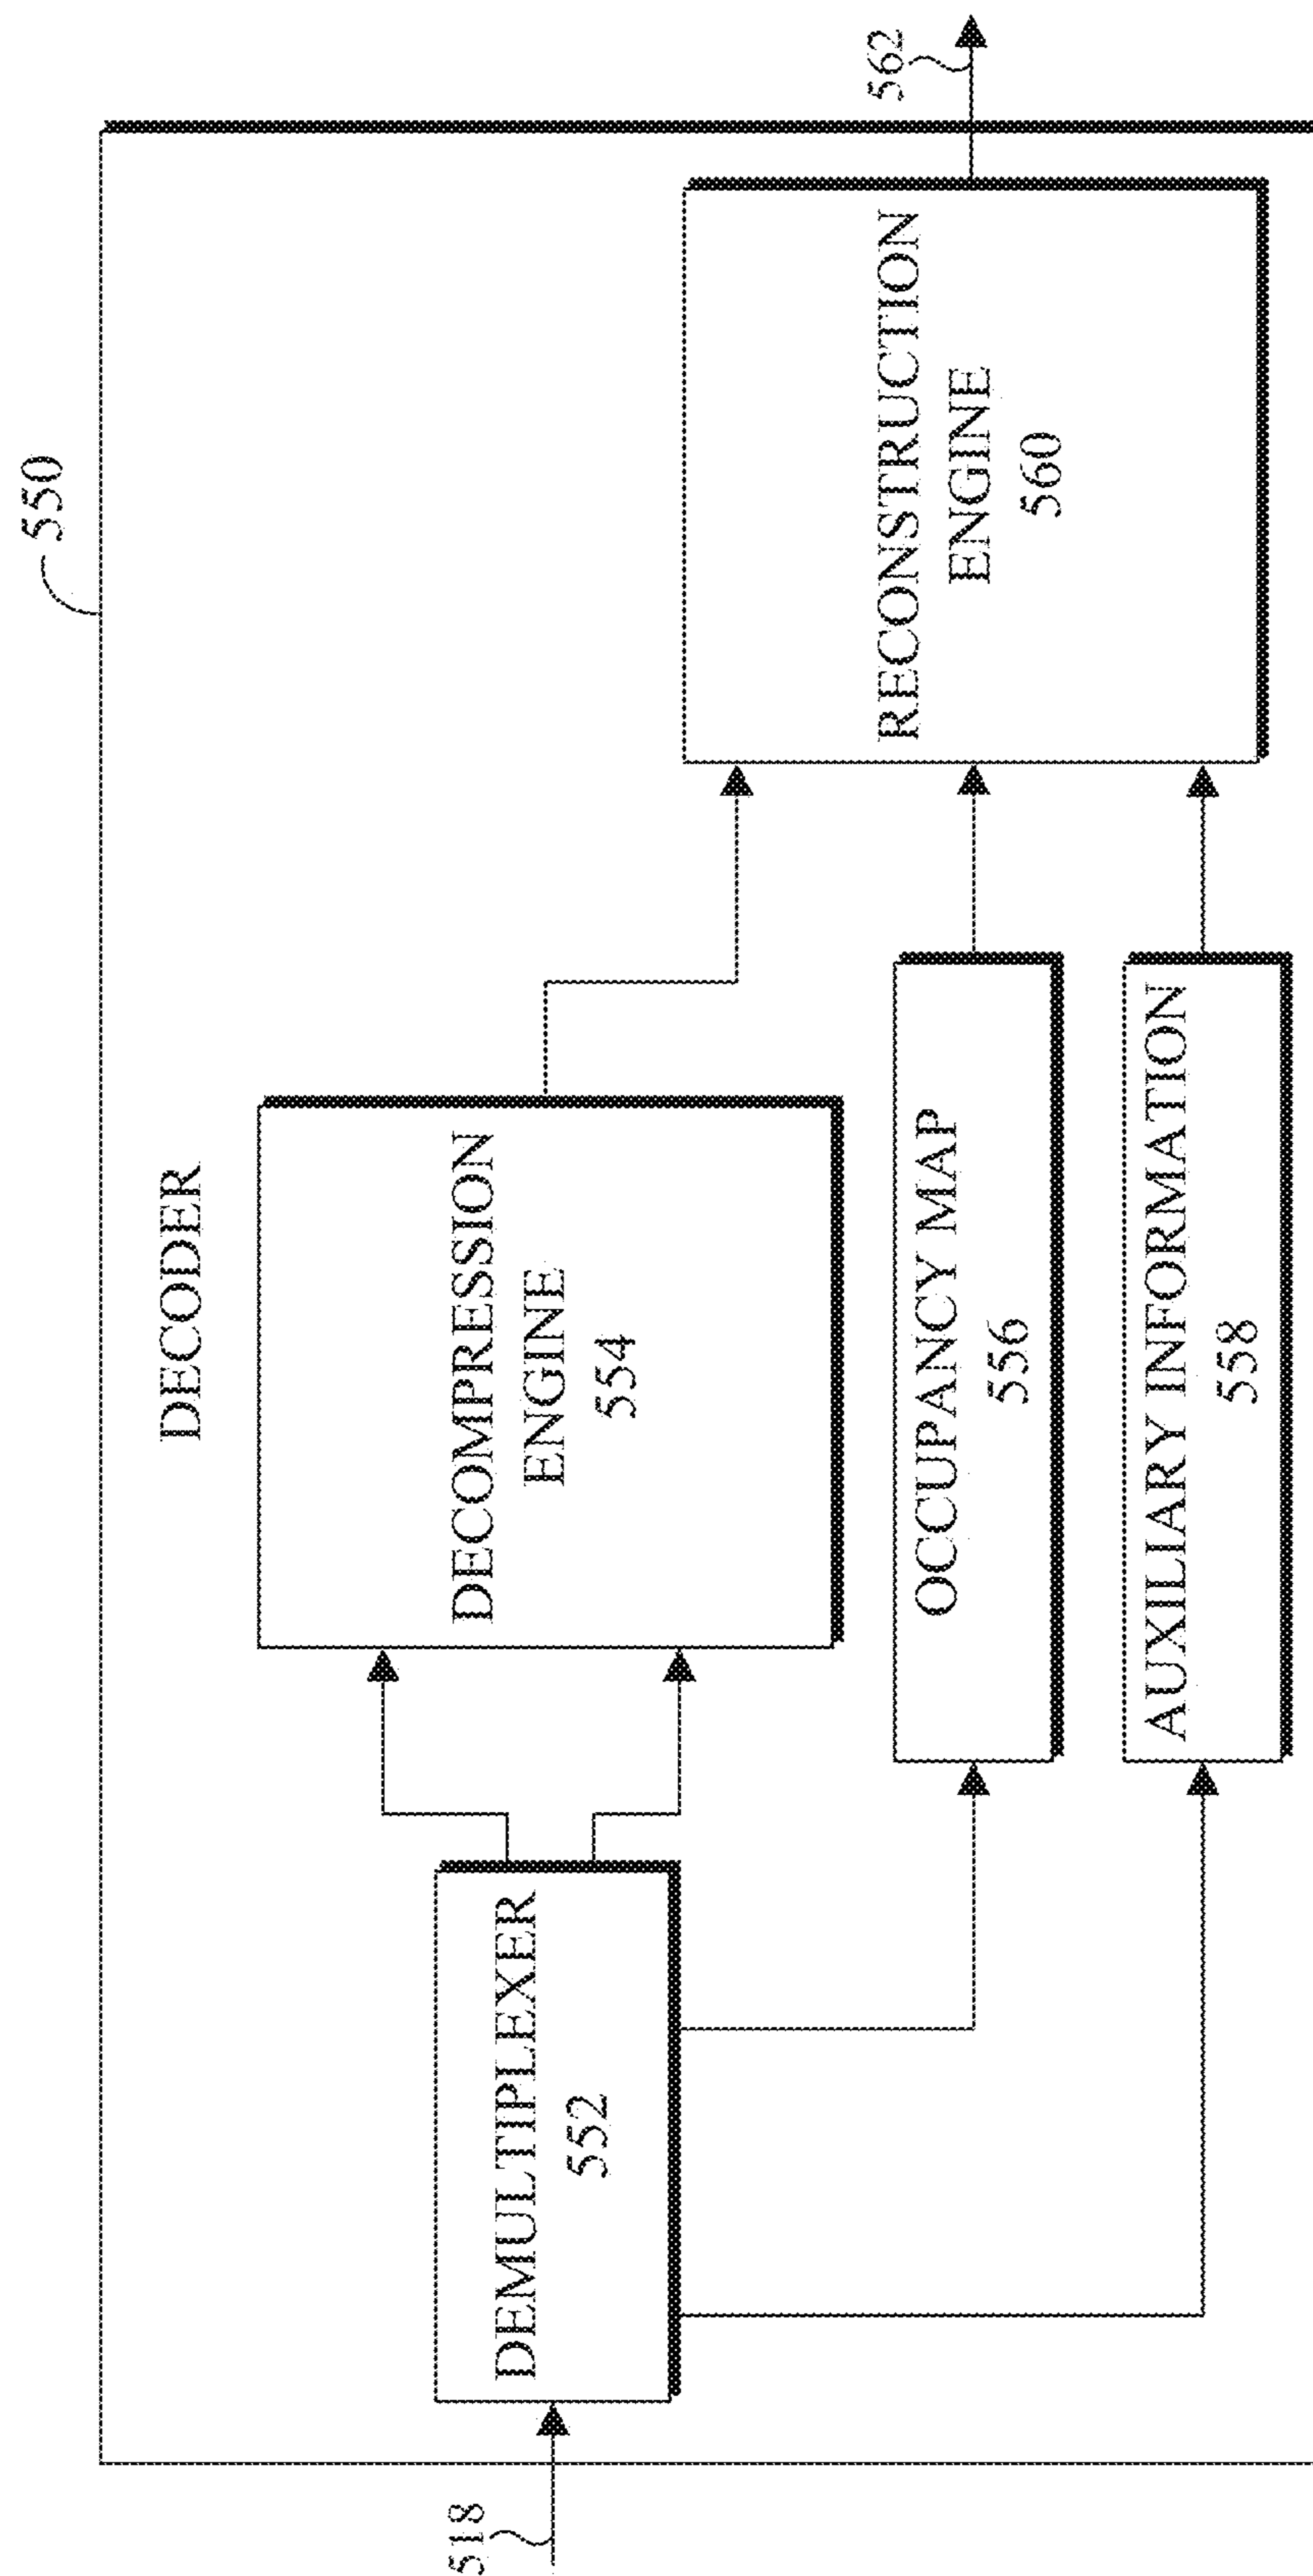 550
DECODER
518
DEMULTIPLEXER
552
DECOMPRESSION
ENGINE
554
OCCUPANCY MAP
556
AUXILIARY INFORMATION
558
RECONSTRUCTION
ENGINE
560
562